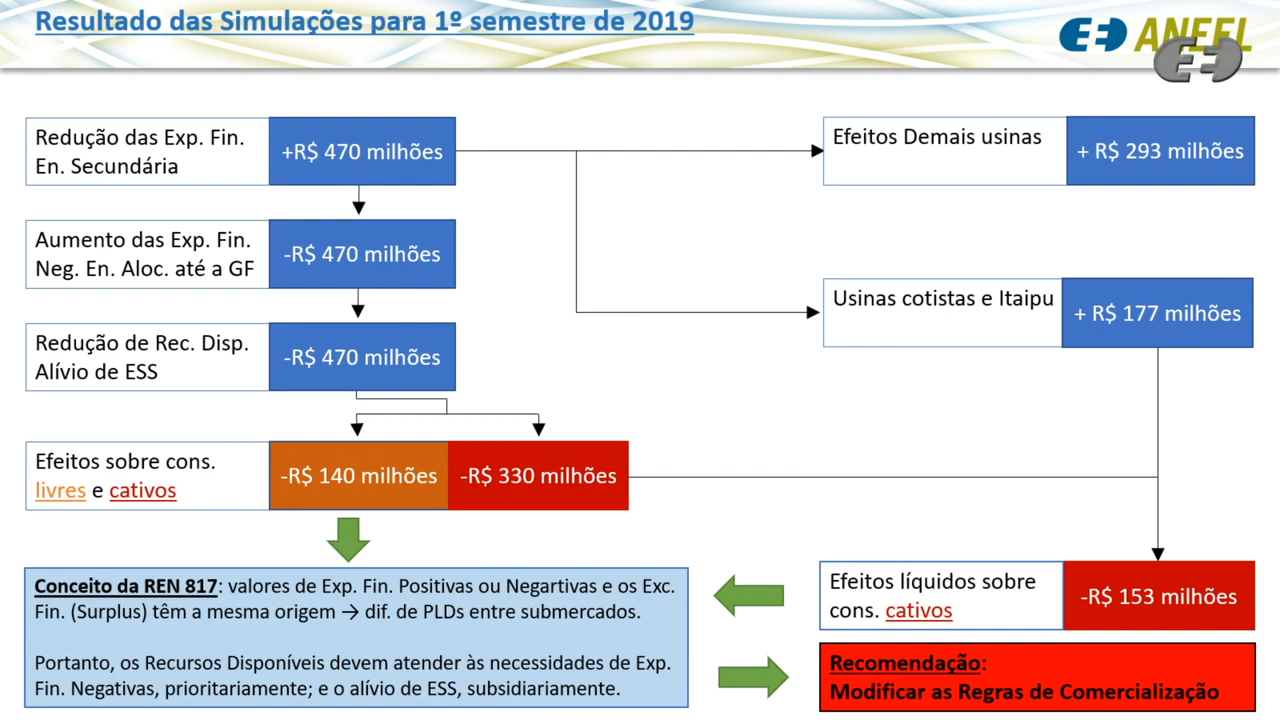 Resultado das Simulações para 1º semestre de 2019
ANEEL
Redução das Exp. Fin.
En. Secundária
+R$ 470 milhões
Efeitos Demais usinas
+ R$ 293 milhões
Aumento das Exp. Fin.
Neg. En. Aloc. até a GF
-R$ 470 milhões
Usinas cotistas e Itaipu
+ R$ 177 milhões
Redução de Rec. Disp.
Alívio de ESS
-R$ 470 milhões
Efeitos sobre cons.
livres e cativos
-R$ 140 milhões
-R$ 330 milhões
Conceito da REN 817: valores de Exp. Fin. Positivas ou Negartivas e os Exc.
Fin. (Surplus) têm a mesma origem → dif. de PLDs entre submercados.
Portanto, os Recursos Disponíveis devem atender às necessidades de Exp.
Fin. Negativas, prioritariamente; e o alívio de ESS, subsidiariamente.
Efeitos líquidos sobre
cons. cativos
-R$ 153 milhões
Recomendação:
Modificar as Regras de Comercialização